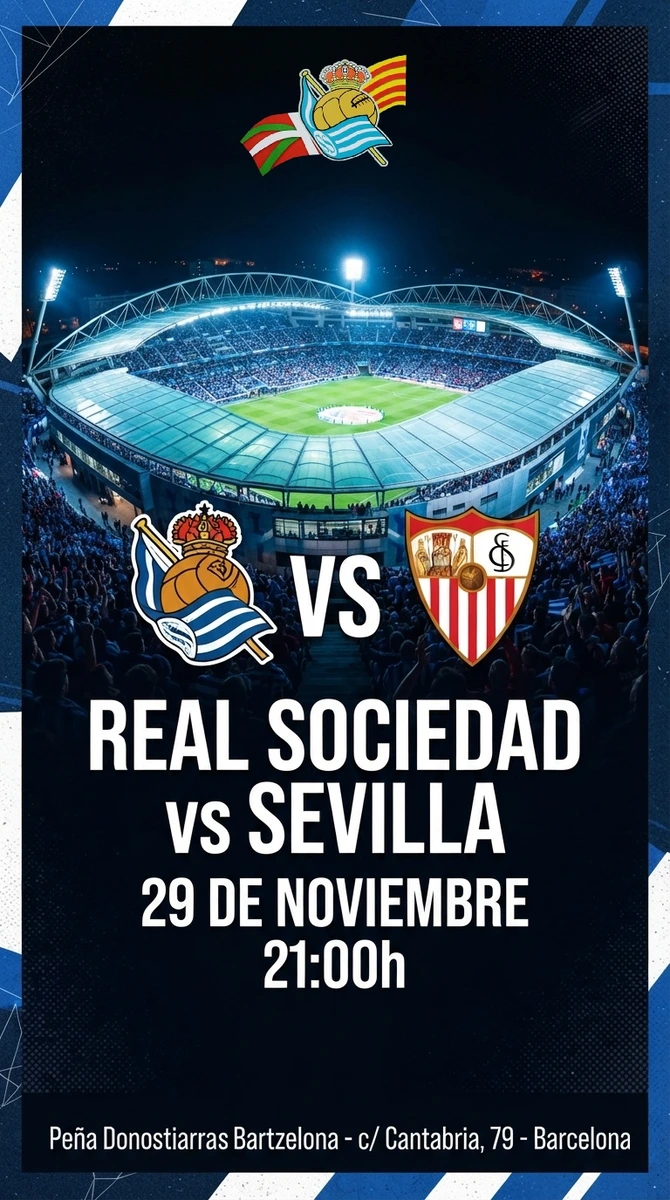 VS
REAL SOCIEDAD
vs SEVILLA
29 DE NOVIEMBRE
21:00h
Peña Donostiarras Bartzelona - c/ Cantabria, 79 - Barcelona